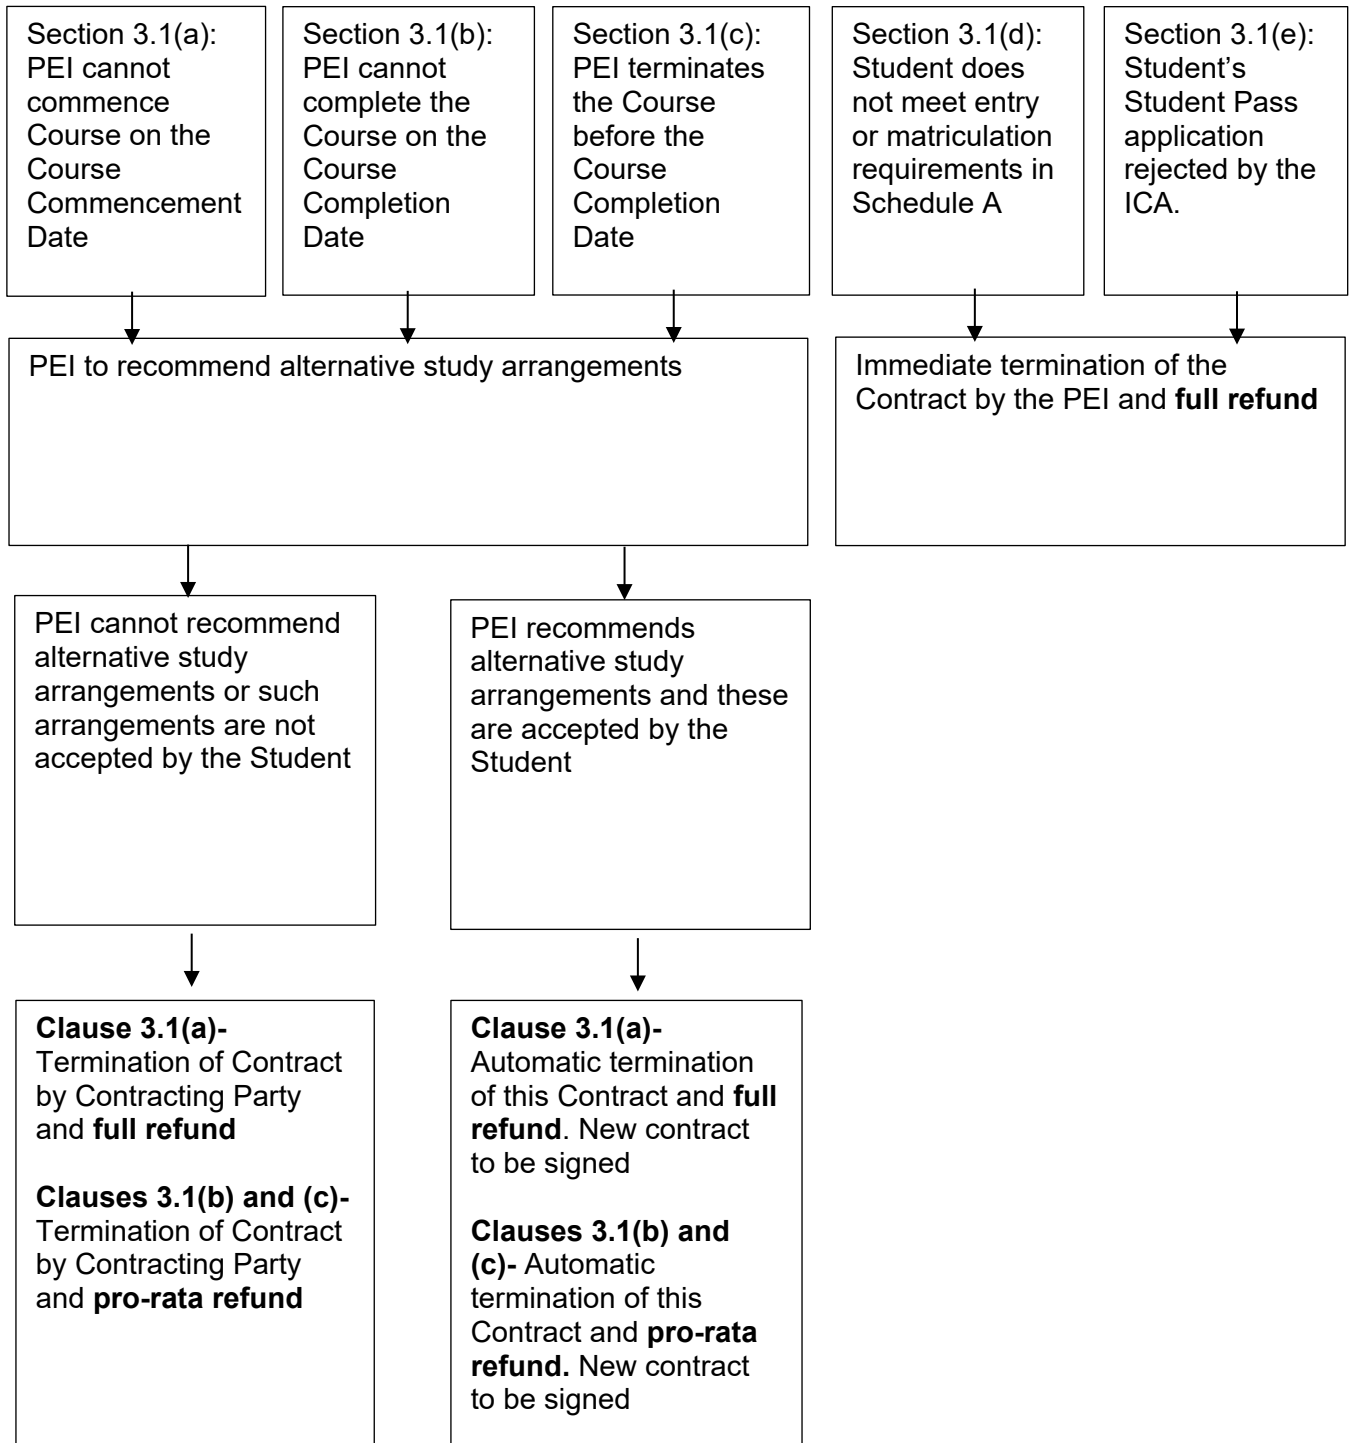 Section 3.1(a):
PEI cannot
commence
Course on the
Course
Commencement
Date
Section 3.1(b):
PEI cannot
complete the
Course on the
Course
Completion
Date
Section 3.1(c):
PEI terminates
the Course
before the
Course
Completion
Date
Section 3.1(d):
Student does
not meet entry
or matriculation
requirements in
Schedule A
Section 3.1(e):
Student’s
Student Pass
application
rejected by the
ICA.
PEI to recommend alternative study arrangements
Immediate termination of the
Contract by the PEI and full refund
PEI cannot recommend
alternative study
arrangements or such
arrangements are not
accepted by the Student
PEI recommends
alternative study
arrangements and these
are accepted by the
Student
Clause 3.1(a)-
Termination of Contract
by Contracting Party
and full refund
Clauses 3.1(b) and (c)-
Termination of Contract
by Contracting Party
and pro-rata refund
Clause 3.1(a)-
Automatic termination
of this Contract and full
refund. New contract
to be signed
Clauses 3.1(b) and
(c)- Automatic
termination of this
Contract and pro-rata
refund. New contract
to be signed